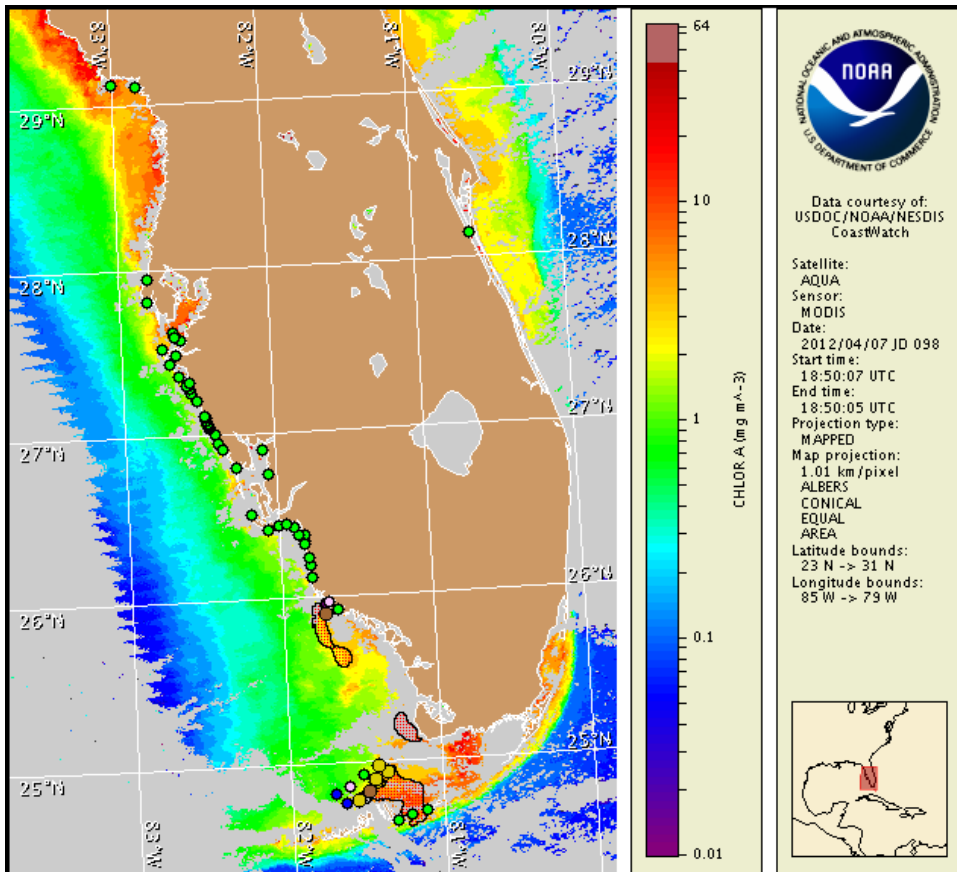 83°W
82°W
81°W
80°W
29°N
29°N
28°N
28°N
27°N
27°N
26°N
26°N
25°N
25°N
83°W
82°W
81°W
64
10
1
0.1
0.01
CHLOR A (mg m^-3)
NATIONAL OCEANIC AND ATMOSPHERIC ADMINISTRATION
NOAA
U.S. DEPARTMENT OF COMMERCE
Data courtesy of:
USDOC/NOAA/NESDIS
CoastWatch
Satellite:
AQUA
Sensor:
MODIS
Date:
2012/04/07 JD 098
Start time:
18:50:07 UTC
End time:
18:50:05 UTC
Projection type:
MAPPED
Map projection:
1.01 km/pixel
ALBERS
CONICAL
EQUAL
AREA
Latitude bounds:
23 N -> 31 N
Longitude bounds:
85 W -> 79 W